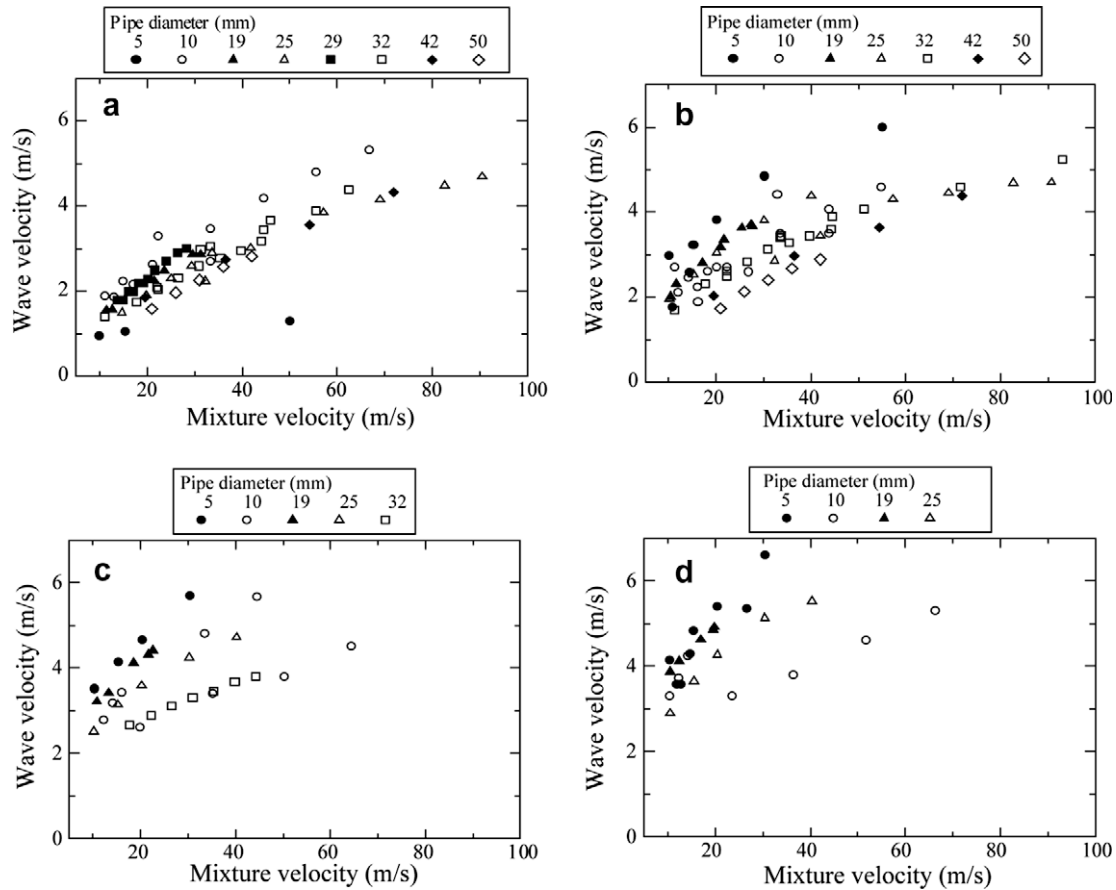 Pipe diameter (mm)
5 10 19 25 29 32 42 50
a
6
4
2
0
20 40 60 80 100
Wave velocity (m/s)
Mixture velocity (m/s)
Pipe diameter (mm)
5 10 19 25 32 42 50
b
6
4
2
0
20 40 60 80 100
Wave velocity (m/s)
Mixture velocity (m/s)
Pipe diameter (mm)
5 10 19 25 32
c
6
4
2
0
20 40 60 80 100
Wave velocity (m/s)
Mixture velocity (m/s)
Pipe diameter (mm)
5 10 19 25
d
6
4
2
0
20 40 60 80 100
Wave velocity (m/s)
Mixture velocity (m/s)